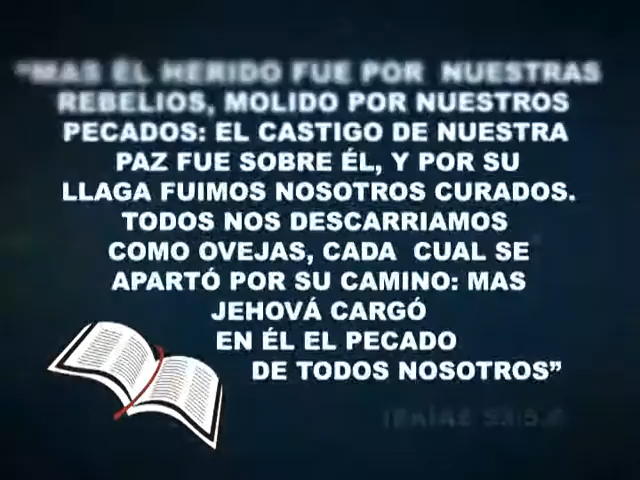 "MAS ÉL HERIDO FUE POR NUESTRAS
REBELIOS, MOLIDO POR NUESTROS
PECADOS: EL CASTIGO DE NUESTRA
PAZ FUE SOBRE ÉL, Y POR SU
LLAGA FUIMOS NOSOTROS CURADOS.
TODOS NOS DESCARRIAMOS
COMO OVEJAS, CADA CUAL SE
APARTÓ POR SU CAMINO: MAS
JEHOVÁ CARGÓ
EN ÉL EL PECADO
DE TODOS NOSOTROS”